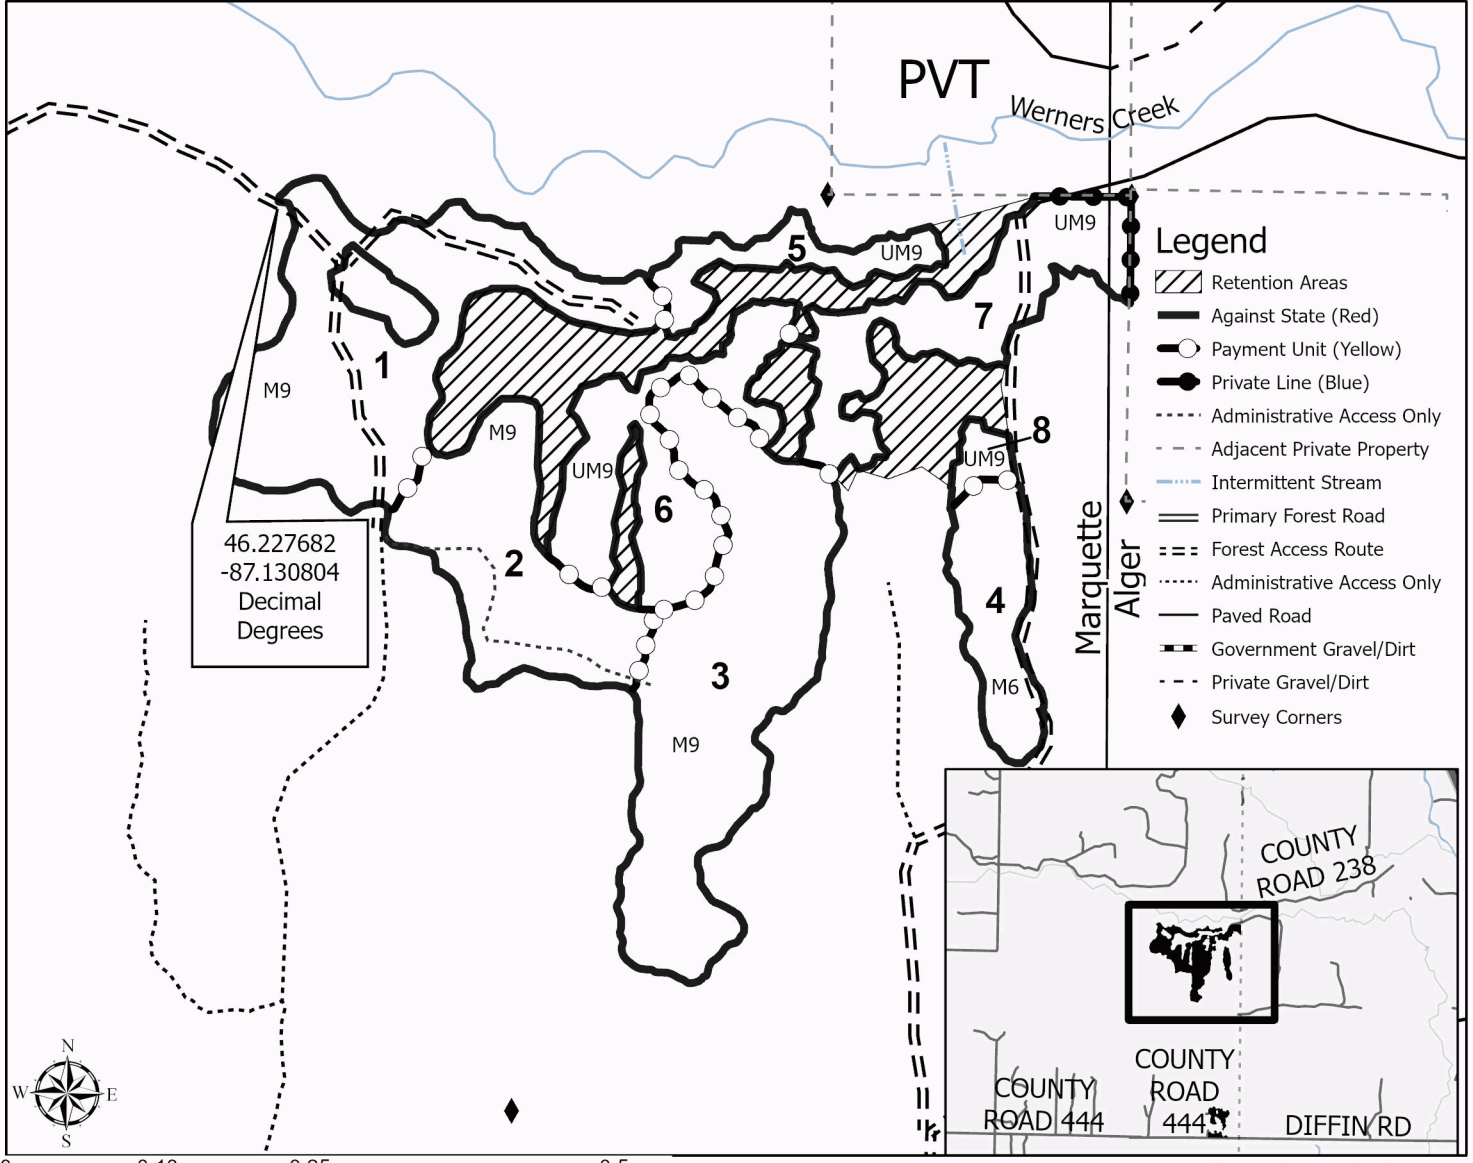 PVT
Werners Creek
UM9
5
UM9
7
1
M9
M9
UM9
8
UM9
6
2
4
3
M6
M9
46.227682
-87.130804
Decimal
Degrees
Marquette
Alger
Legend
Retention Areas
Against State (Red)
Payment Unit (Yellow)
Private Line (Blue)
Administrative Access Only
Adjacent Private Property
Intermittent Stream
Primary Forest Road
Forest Access Route
Administrative Access Only
Paved Road
Government Gravel/Dirt
Private Gravel/Dirt
Survey Corners
COUNTY
ROAD 238
COUNTY
ROAD 444
COUNTY
ROAD
444
DIFFIN RD
N
W E
S